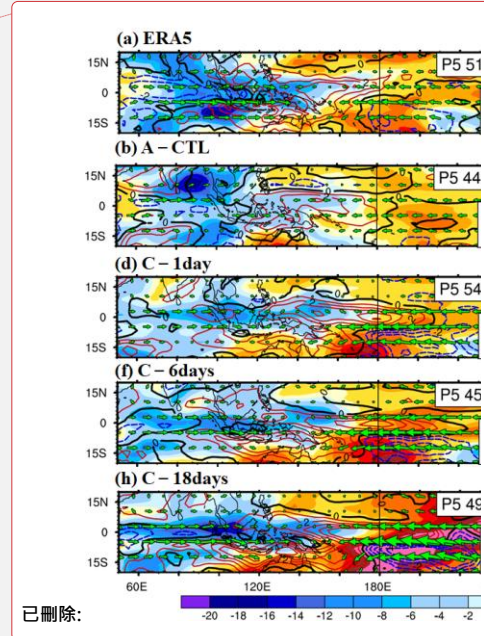 (a) ERA5
15N
0
15S
P5 51
(b) A – CTL
15N
0
15S
P5 44
(d) C – 1day
15N
0
15S
P5 54
(f) C – 6days
15N
0
15S
P5 45
(h) C – 18days
15N
0
15S
P5 49
60E 120E 180E
已刪除:
-20 -18 -16 -14 -12 -10 -8 -6 -4 -2